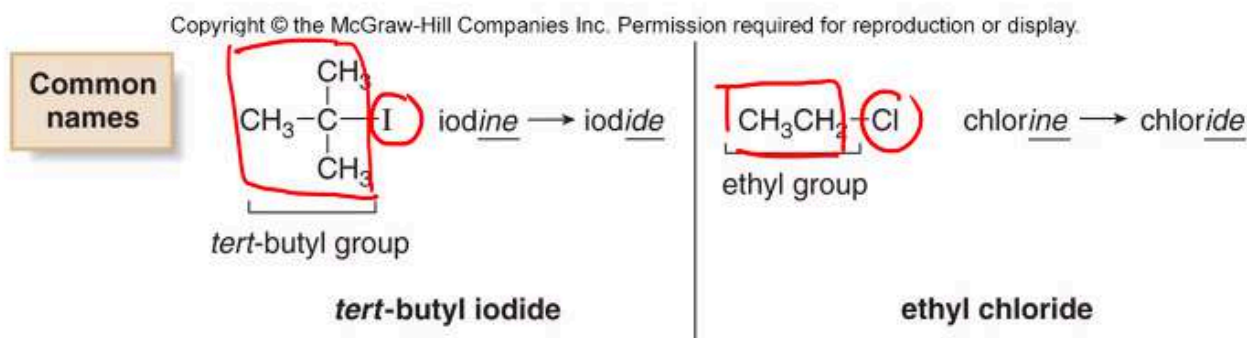 Copyright © the McGraw-Hill Companies Inc. Permission required for reproduction or display.
Common
names
CH₃
CH₃–C–I
CH₃
iodine → iodide
tert-butyl group
tert-butyl iodide
CH₃CH₂–Cl
chlorine → chloride
ethyl group
ethyl chloride